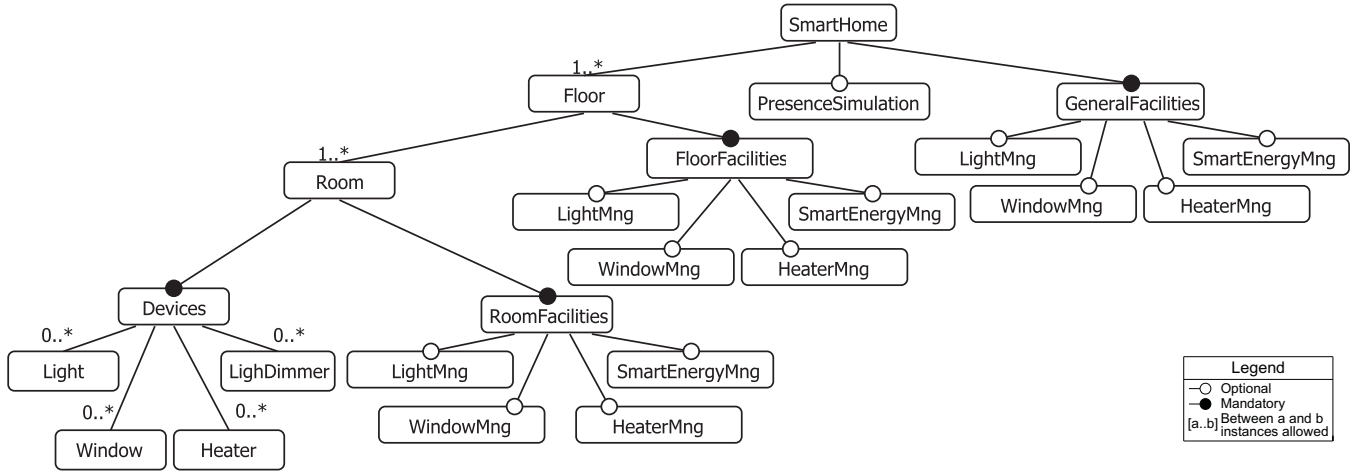 SmartHome
1..*
Floor
PresenceSimulation
GeneralFacilities
1..*
Room
FloorFacilities
LightMng
SmartEnergyMng
WindowMng
HeaterMng
LightMng
SmartEnergyMng
WindowMng
HeaterMng
Devices
RoomFacilities
0..*
0..*
Light
LighDimmer
LightMng
SmartEnergyMng
0..*
0..*
Window
Heater
WindowMng
HeaterMng
Legend
Optional
Mandatory
[a..b] Between a and b
instances allowed